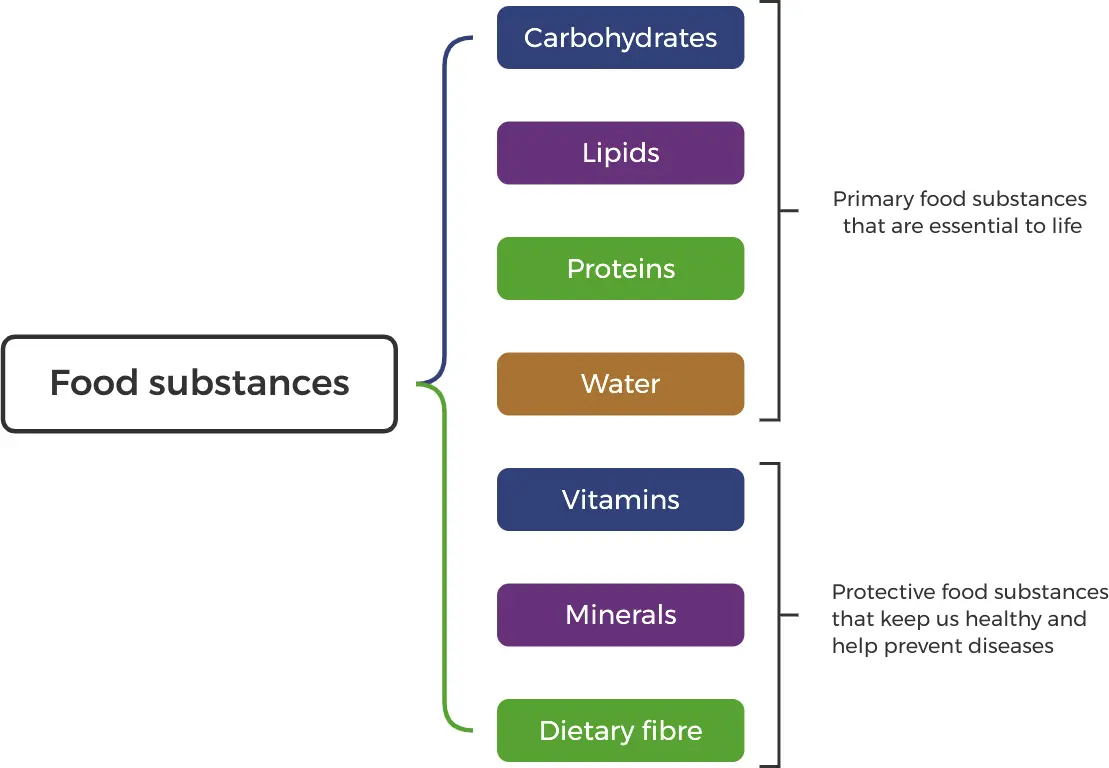 Food substances
Carbohydrates
Lipids
Proteins
Water
Primary food substances
that are essential to life
Vitamins
Minerals
Dietary fibre
Protective food substances
that keep us healthy and
help prevent diseases